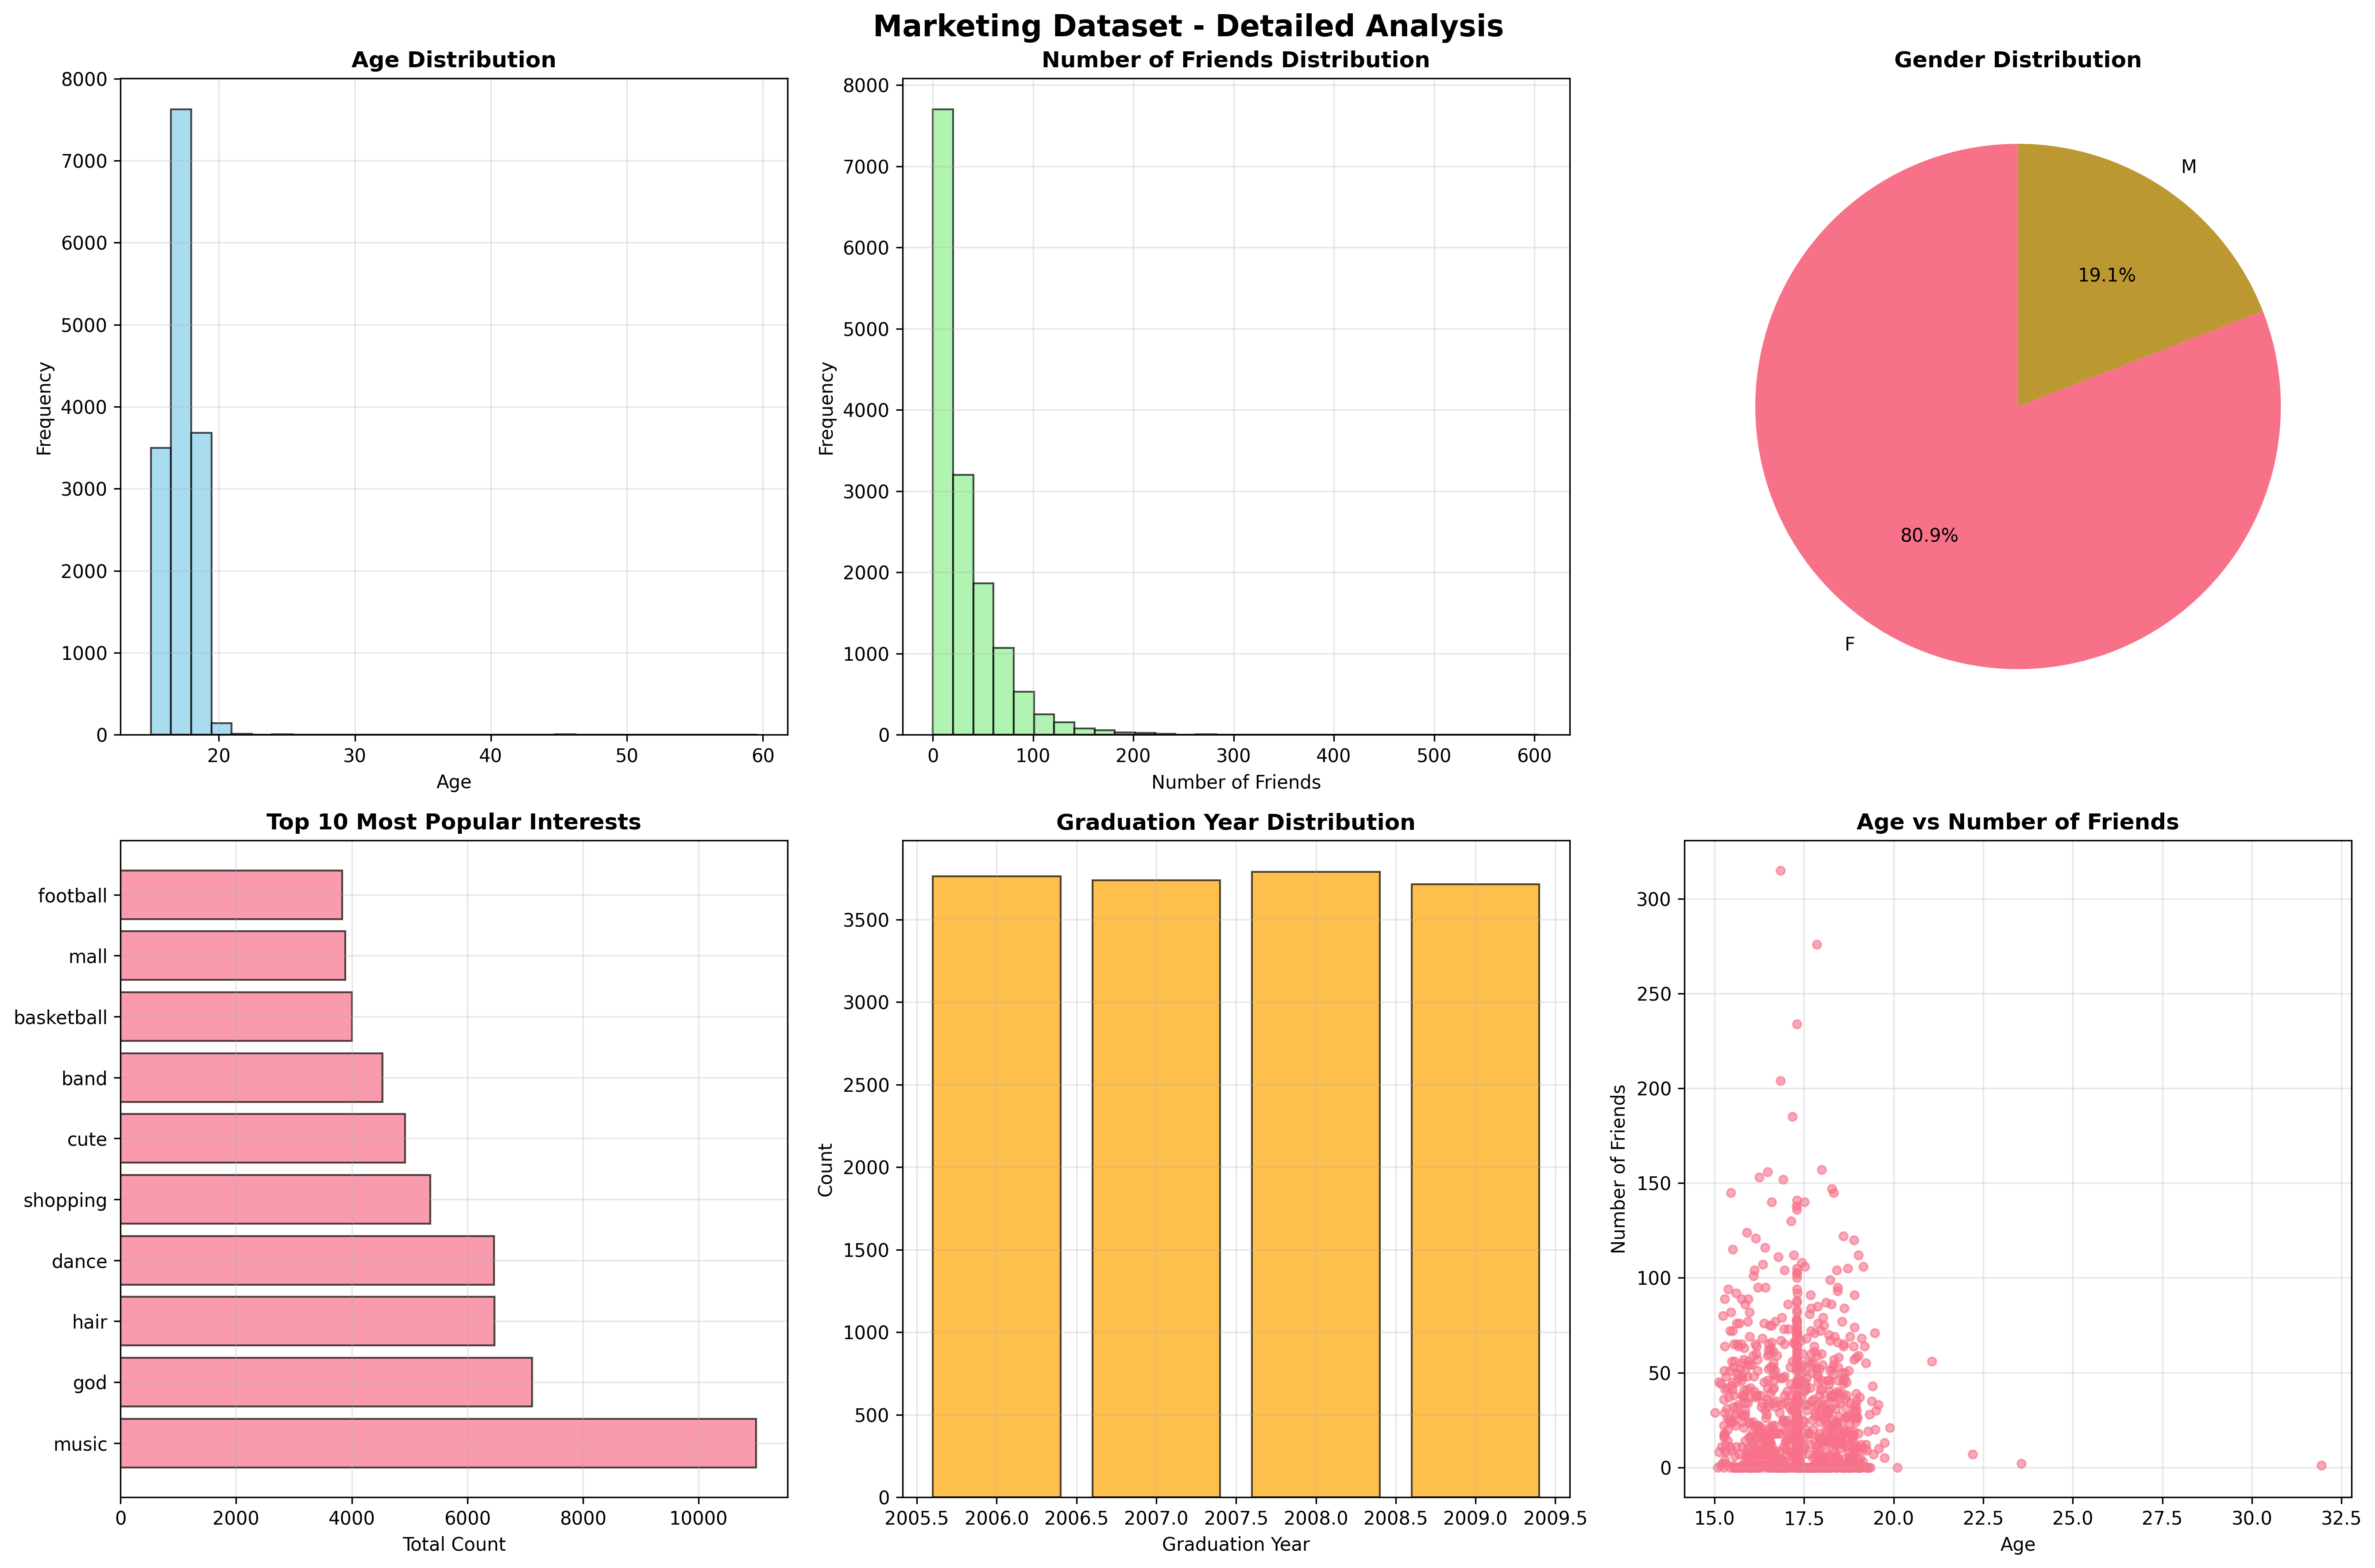 Marketing Dataset - Detailed Analysis
Age Distribution
8000
7000
6000
5000
4000
3000
2000
1000
0
Frequency
20 30 40 50 60
Age
Number of Friends Distribution
8000
7000
6000
5000
4000
3000
2000
1000
0
Frequency
0 100 200 300 400 500 600
Number of Friends
Gender Distribution
M
19.1%
80.9%
F
Top 10 Most Popular Interests
football
mall
basketball
band
cute
shopping
dance
hair
god
music
0 2000 4000 6000 8000 10000
Total Count
Graduation Year Distribution
3500
3000
2500
2000
1500
1000
500
0
Count
2005.5 2006.0 2006.5 2007.0 2007.5 2008.0 2008.5 2009.0 2009.5
Graduation Year
Age vs Number of Friends
300
250
200
150
100
50
0
Number of Friends
15.0 17.5 20.0 22.5 25.0 27.5 30.0 32.5
Age